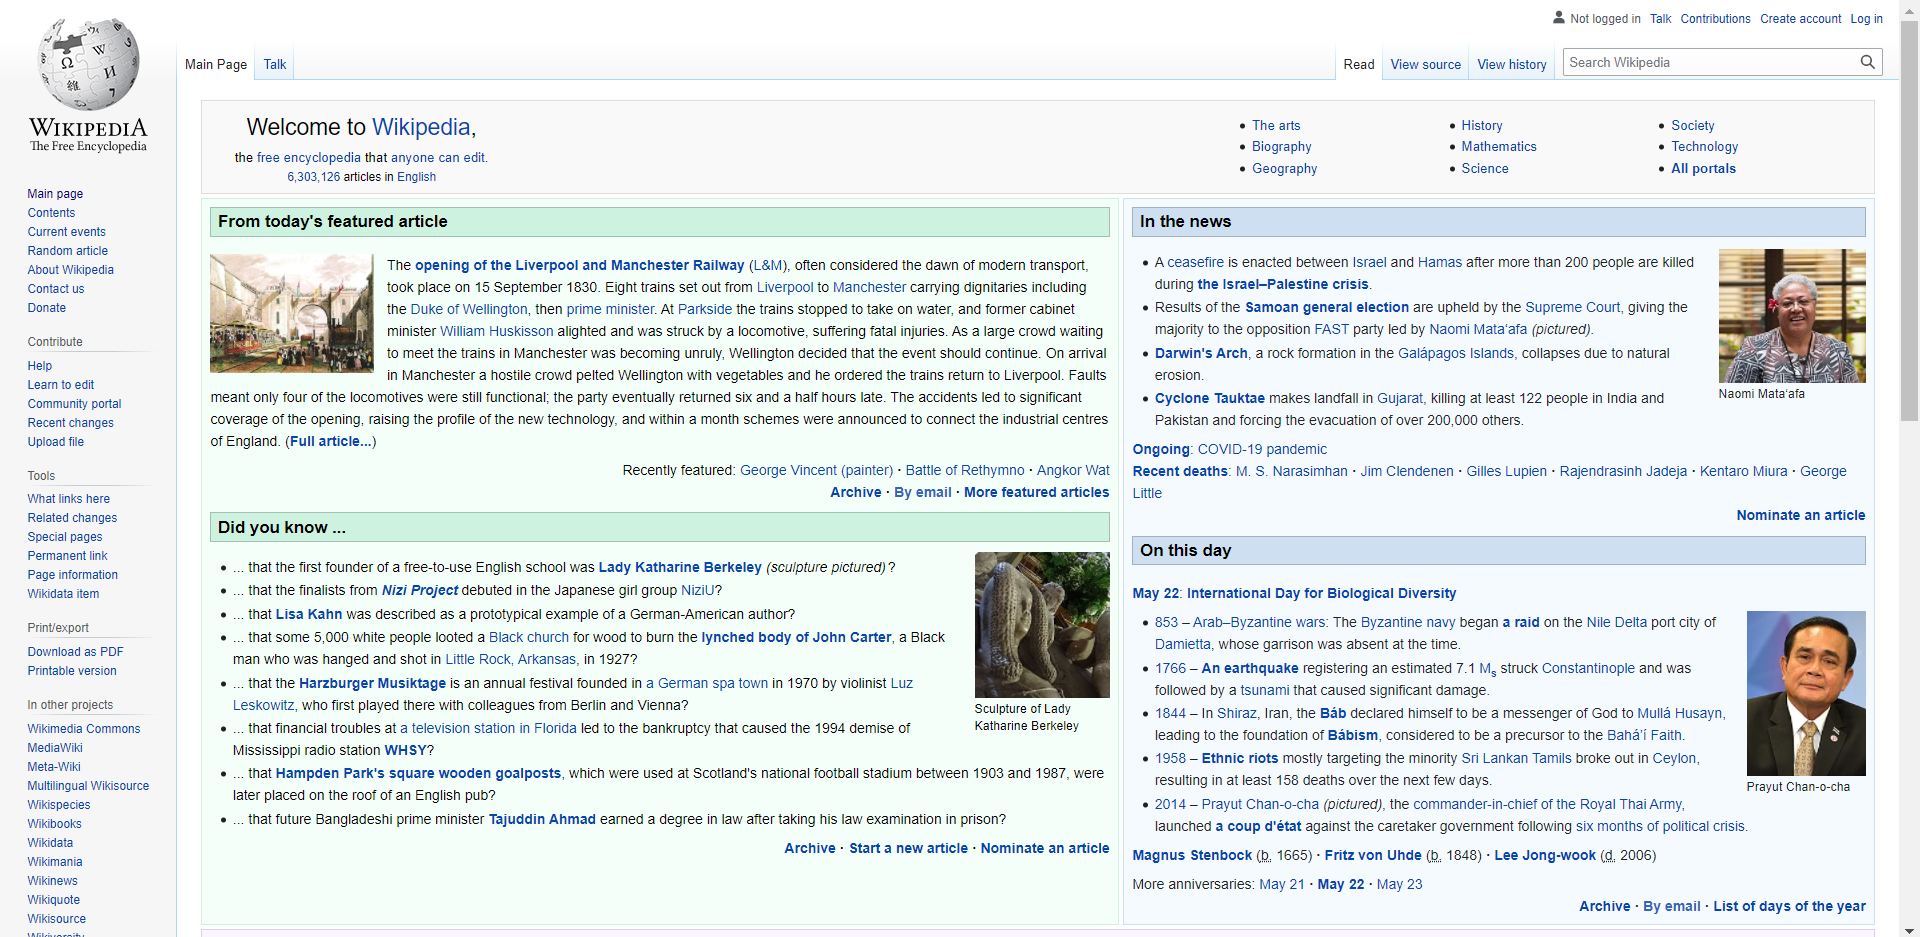 Not logged in Talk Contributions Create account Log in
Main Page Talk
Read View source View history Search Wikipedia
WIKIPEDIA
The Free Encyclopedia
Main page
Contents
Current events
Random article
About Wikipedia
Contact us
Donate
Contribute
Help
Learn to edit
Community portal
Recent changes
Upload file
Tools
What links here
Related changes
Special pages
Permanent link
Page information
Wikidata item
Print/export
Download as PDF
Printable version
In other projects
Wikimedia Commons
MediaWiki
Meta-Wiki
Multilingual Wikisource
Wikispecies
Wikibooks
Wikidata
Wikimania
Wikinews
Wikiquote
Wikisource
Wikiversity
Welcome to Wikipedia,
the free encyclopedia that anyone can edit.
6,303,126 articles in English
The arts
Biography
Geography
History
Mathematics
Science
Society
Technology
All portals
From today's featured article
The opening of the Liverpool and Manchester Railway (L&M), often considered the dawn of modern transport,
took place on 15 September 1830. Eight trains set out from Liverpool to Manchester carrying dignitaries including
the Duke of Wellington, then prime minister. At Parkside the trains stopped to take on water, and former cabinet
minister William Huskisson alighted and was struck by a locomotive, suffering fatal injuries. As a large crowd waiting
to meet the trains in Manchester was becoming unruly, Wellington decided that the event should continue. On arrival
in Manchester a hostile crowd pelted Wellington with vegetables and he ordered the trains return to Liverpool. Faults
meant only four of the locomotives were still functional; the party eventually returned six and a half hours late. The accidents led to significant
coverage of the opening, raising the profile of the new technology, and within a month schemes were announced to connect the industrial centres
of England. (Full article...)
Recently featured: George Vincent (painter) · Battle of Rethymno · Angkor Wat
Archive · By email · More featured articles
Did you know ...
... that the first founder of a free-to-use English school was Lady Katharine Berkeley (sculpture pictured)?
... that the finalists from Nizi Project debuted in the Japanese girl group NiziU?
... that Lisa Kahn was described as a prototypical example of a German-American author?
... that some 5,000 white people looted a Black church for wood to burn the lynched body of John Carter, a Black
man who was hanged and shot in Little Rock, Arkansas, in 1927?
... that the Harzburger Musiktage is an annual festival founded in a German spa town in 1970 by violinist Luz
Leskowitz, who first played there with colleagues from Berlin and Vienna?
... that financial troubles at a television station in Florida led to the bankruptcy that caused the 1994 demise of
Mississippi radio station WHSY?
... that Hampden Park's square wooden goalposts, which were used at Scotland's national football stadium between 1903 and 1987, were
later placed on the roof of an English pub?
... that future Bangladeshi prime minister Tajuddin Ahmad earned a degree in law after taking his law examination in prison?
Sculpture of Lady
Katharine Berkeley
Archive · Start a new article · Nominate an article
In the news
A ceasefire is enacted between Israel and Hamas after more than 200 people are killed
during the Israel–Palestine crisis.
Results of the Samoan general election are upheld by the Supreme Court, giving the
majority to the opposition FAST party led by Naomi Mataʻafa (pictured).
Darwin's Arch, a rock formation in the Galápagos Islands, collapses due to natural
erosion.
Cyclone Tauktae makes landfall in Gujarat, killing at least 122 people in India and
Pakistan and forcing the evacuation of over 200,000 others.
Naomi Mataʻafa
Ongoing: COVID-19 pandemic
Recent deaths: M. S. Narasimhan · Jim Clendenen · Gilles Lupien · Rajendrasinh Jadeja · Kentaro Miura · George
Little
Nominate an article
On this day
May 22: International Day for Biological Diversity
853 – Arab–Byzantine wars: The Byzantine navy began a raid on the Nile Delta port city of
Damietta, whose garrison was absent at the time.
1766 – An earthquake registering an estimated 7.1 Ms struck Constantinople and was
followed by a tsunami that caused significant damage.
1844 – In Shiraz, Iran, the Báb declared himself to be a messenger of God to Mullá Husayn,
leading to the foundation of Bábism, considered to be a precursor to the Baháʼí Faith.
1958 – Ethnic riots mostly targeting the minority Sri Lankan Tamils broke out in Ceylon,
resulting in at least 158 deaths over the next few days.
2014 – Prayut Chan-o-cha (pictured), the commander-in-chief of the Royal Thai Army,
launched a coup d'état against the caretaker government following six months of political crisis.
Prayut Chan-o-cha
Magnus Stenbock (b. 1665) · Fritz von Uhde (b. 1848) · Lee Jong-wook (d. 2006)
More anniversaries: May 21 · May 22 · May 23
Archive · By email · List of days of the year